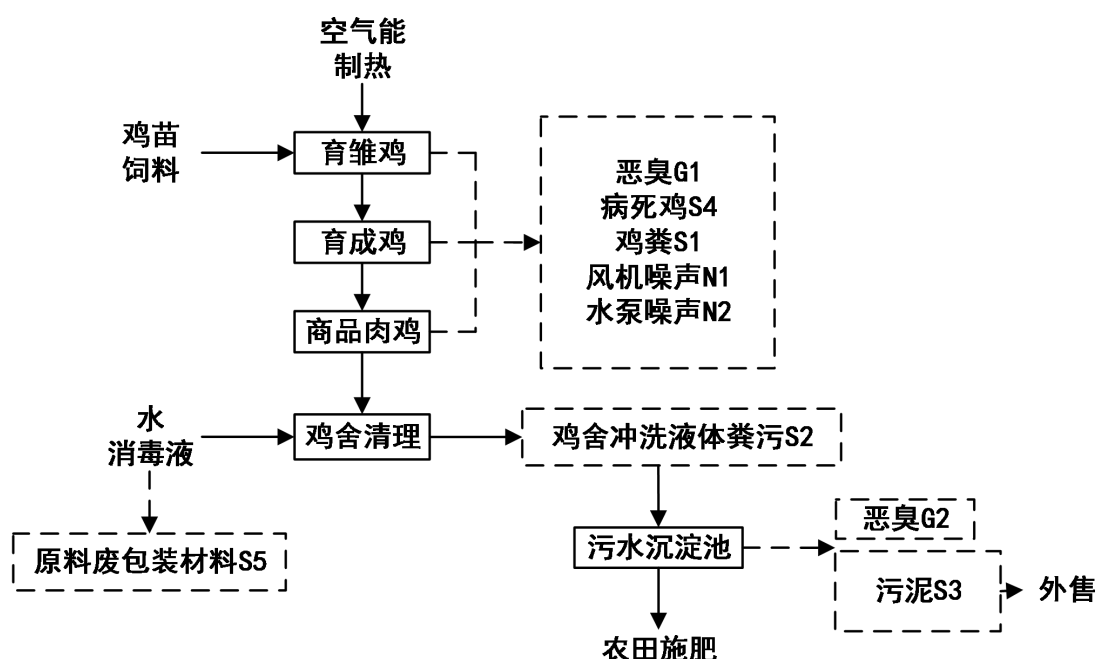 空气能
制热
鸡苗
饲料
育雏鸡
育成鸡
商品肉鸡
恶臭G1
病死鸡S4
鸡粪S1
风机噪声N1
水泵噪声N2
水
消毒液
鸡舍清理
鸡舍冲洗液体粪污S2
原料废包装材料S5
污水沉淀池
恶臭G2
污泥S3
外售
农田施肥